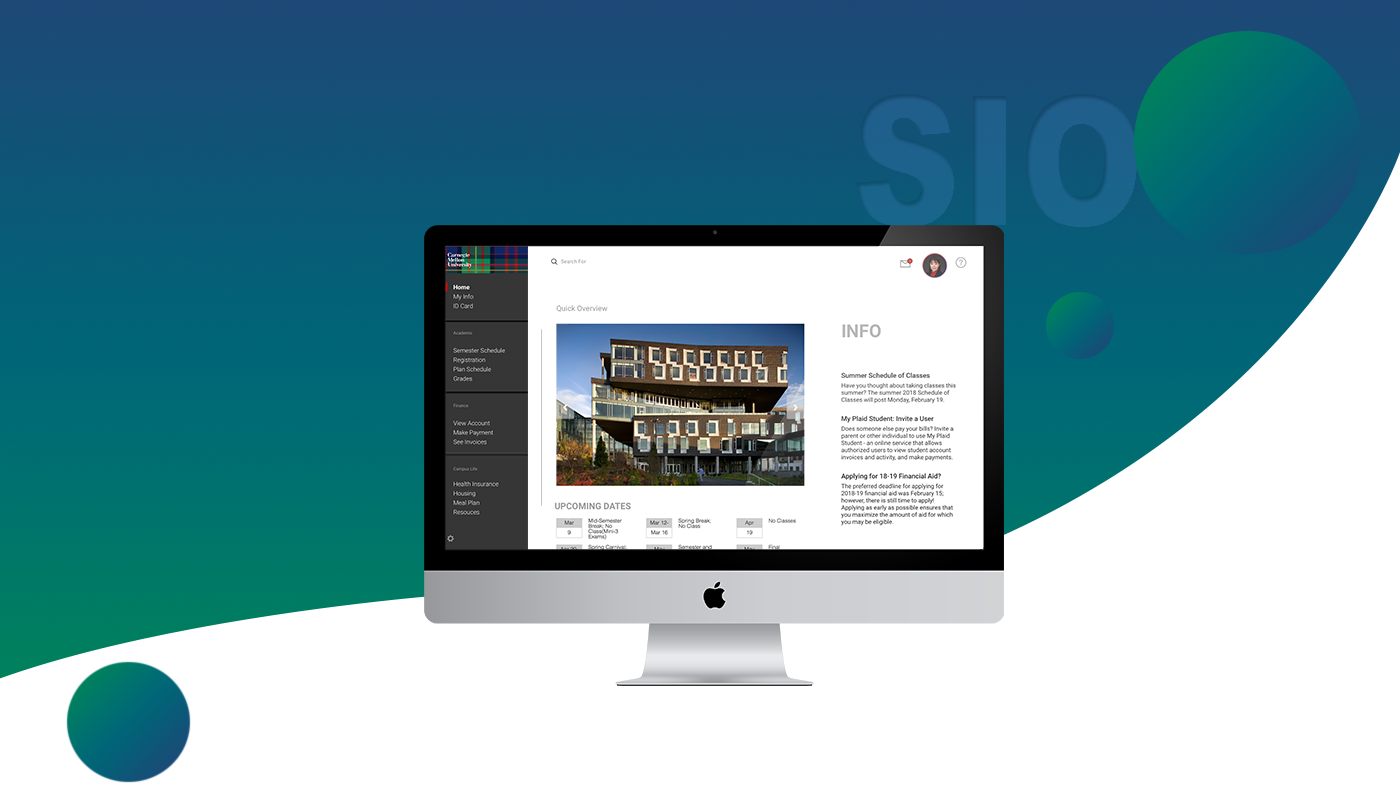 SIO
Carnegie
Mellon
University
Home
My Info
ID Card
Academic
Semester Schedule
Registration
Plan Schedule
Grades
Finance
View Account
Make Payment
See Invoices
Campus Life
Health Insurance
Housing
Meal Plan
Resouces
Search For
Quick Overview
UPCOMING DATES
Mar
9
Mid-Semester
Break; No
Class(Mini-3
Exams)
Mar 12-
Mar 16
Spring Break;
No Class
Apr
19
No Classes
Spring Carnival;
May
Semester and
May
Final
INFO
Summer Schedule of Classes
Have you thought about taking classes this
summer? The summer 2018 Schedule of
Classes will post Monday, February 19.
My Plaid Student: Invite a User
Does someone else pay your bills? Invite a
parent or other individual to use My Plaid
Student - an online service that allows
authorized users to view student account
invoices and activity, and make payments.
Applying for 18-19 Financial Aid?
The preferred deadline for applying for
2018-19 financial aid was February 15;
however, there is still time to apply!
Applying as early as possible ensures that
you maximize the amount of aid for which
you may be eligible.